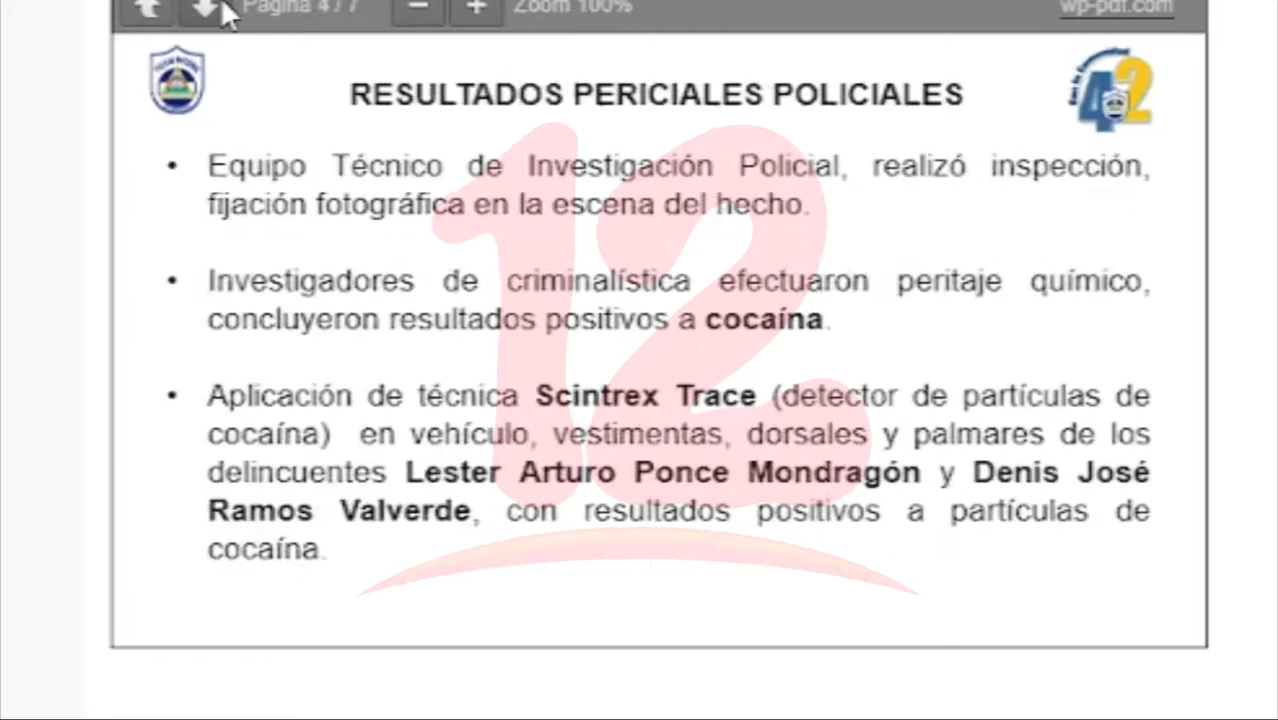 Página 4 / 7 Zoom 100% wp-pdf.com
RESULTADOS PERICIALES POLICIALES
42
12
• Equipo Técnico de Investigación Policial, realizó inspección,
fijación fotográfica en la escena del hecho.
• Investigadores de criminalística efectuaron peritaje químico,
concluyeron resultados positivos a cocaína.
• Aplicación de técnica Scintrex Trace (detector de partículas de
cocaína) en vehículo, vestimentas, dorsales y palmares de los
delincuentes Lester Arturo Ponce Mondragón y Denis José
Ramos Valverde, con resultados positivos a partículas de
cocaína.